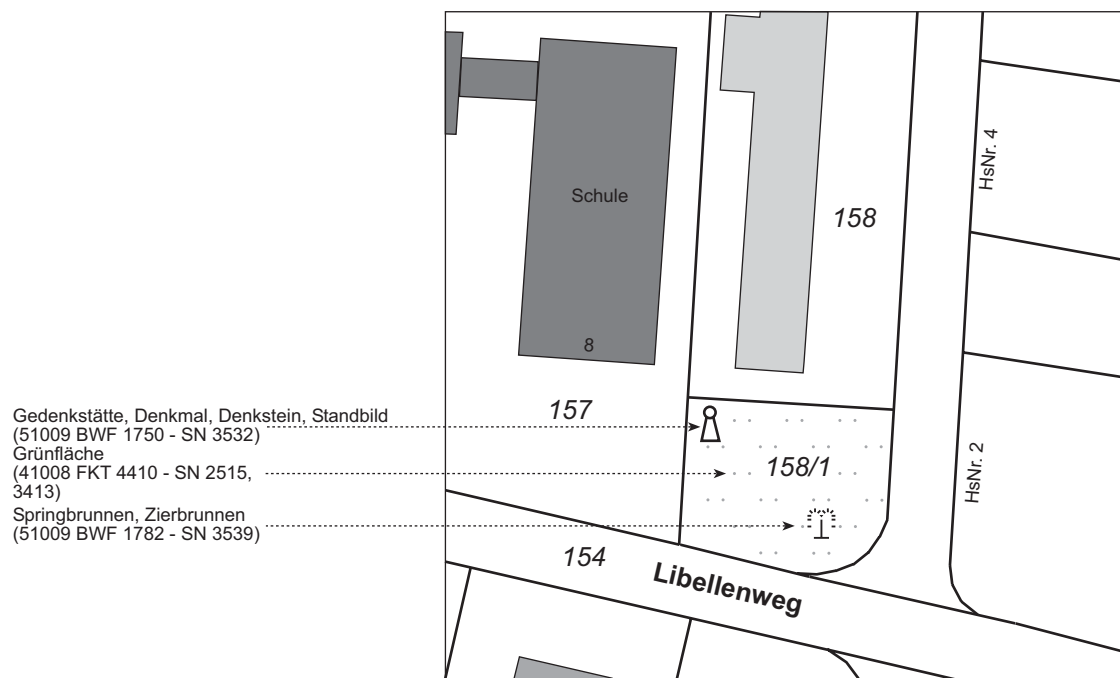 Schule
8
158
HsNr. 4
157
158/1
HsNr. 2
154
Libellenweg
Gedenkstätte, Denkmal, Denkstein, Standbild
(51009 BWF 1750 - SN 3532)
Grünfläche
(41008 FKT 4410 - SN 2515,
3413)
Springbrunnen, Zierbrunnen
(51009 BWF 1782 - SN 3539)